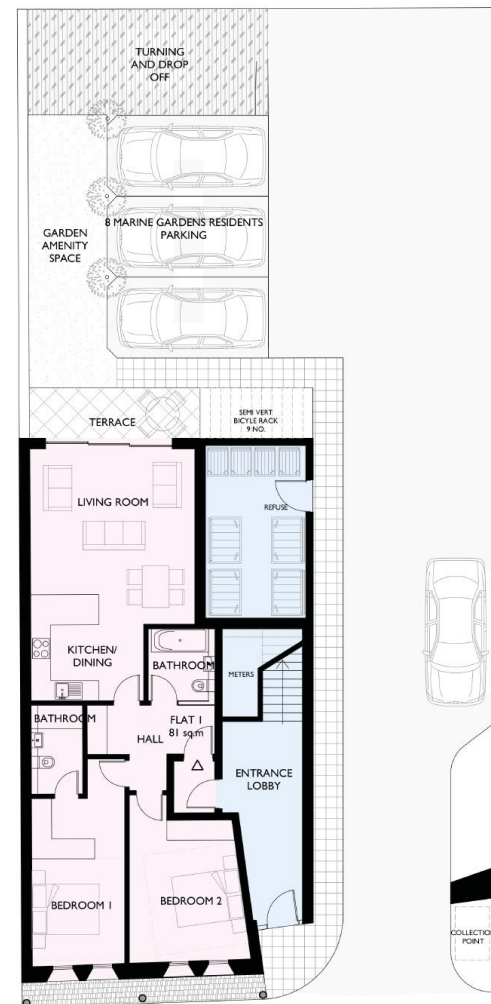 TURNING
AND DROP
OFF
8 MARINE GARDENS RESIDENTS
PARKING
GARDEN
AMENITY
SPACE
TERRACE
SEMI VERT
BICYLE RACK
9 NO.
LIVING ROOM
REFUSE
KITCHEN/
DINING
BATHROOM
METERS
BATHROOM
FLAT 1
81 sq.m
HALL
ENTRANCE
LOBBY
BEDROOM 1
BEDROOM 2
COLLECTION
POINT